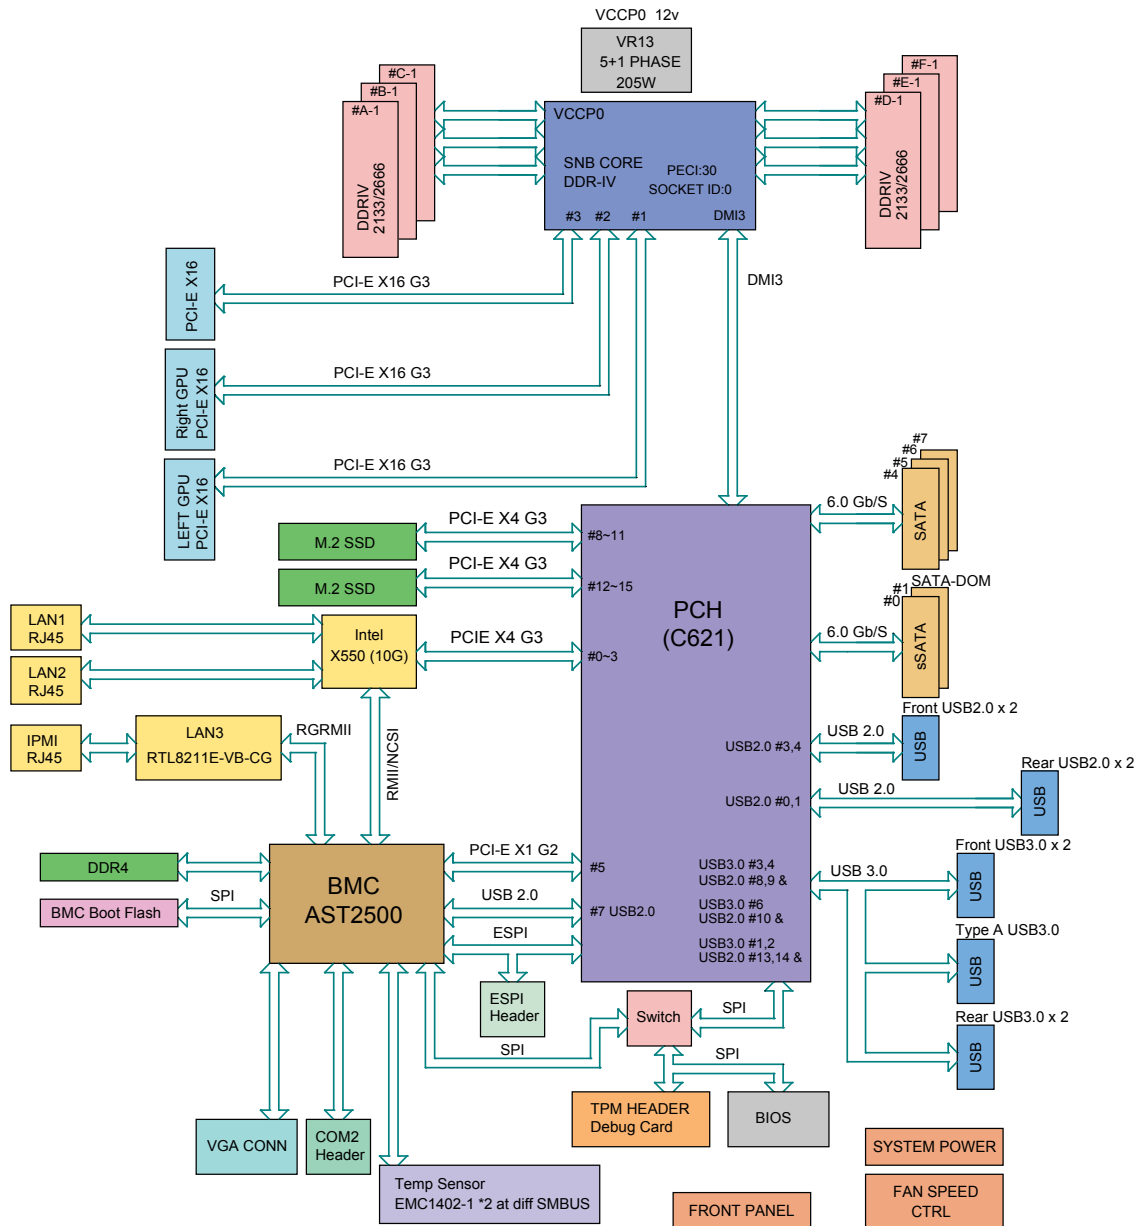 VCCP0 12v
VR13
5+1 PHASE
205W
#C-1
#B-1
#A-1
DDRIV
2133/2666
VCCP0
SNB CORE
DDR-IV
PECI:30
SOCKET ID:0
#3
#2
#1
DMI3
#F-1
#E-1
#D-1
DDRIV
2133/2666
PCI-E X16
PCI-E X16 G3
DMI3
Right GPU
PCI-E X16
PCI-E X16 G3
LEFT GPU
PCI-E X16
PCI-E X16 G3
M.2 SSD
PCI-E X4 G3
#8~11
M.2 SSD
PCI-E X4 G3
#12~15
PCH
(C621)
6.0 Gb/S
#7
#6
#5
#4
SATA
SATA-DOM
#1
#0
6.0 Gb/S
sSATA
LAN1
RJ45
LAN2
RJ45
Intel
X550 (10G)
PCIE X4 G3
#0~3
IPMI
RJ45
LAN3
RTL8211E-VB-CG
RGRMII
RMII/NCSI
Front USB2.0 x 2
USB2.0 #3,4
USB 2.0
USB
Rear USB2.0 x 2
USB2.0 #0,1
USB 2.0
USB
DDR4
BMC Boot Flash
SPI
BMC
AST2500
PCI-E X1 G2
#5
USB 2.0
#7 USB2.0
ESPI
ESPI
Header
USB3.0 #3,4
USB2.0 #8,9 &
USB3.0 #6
USB2.0 #10 &
USB3.0 #1,2
USB2.0 #13,14 &
USB 3.0
Front USB3.0 x 2
USB
Type A USB3.0
USB
Rear USB3.0 x 2
USB
Switch
SPI
SPI
SPI
TPM HEADER
Debug Card
BIOS
VGA CONN
COM2
Header
Temp Sensor
EMC1402-1 *2 at diff SMBUS
SYSTEM POWER
FRONT PANEL
FAN SPEED
CTRL